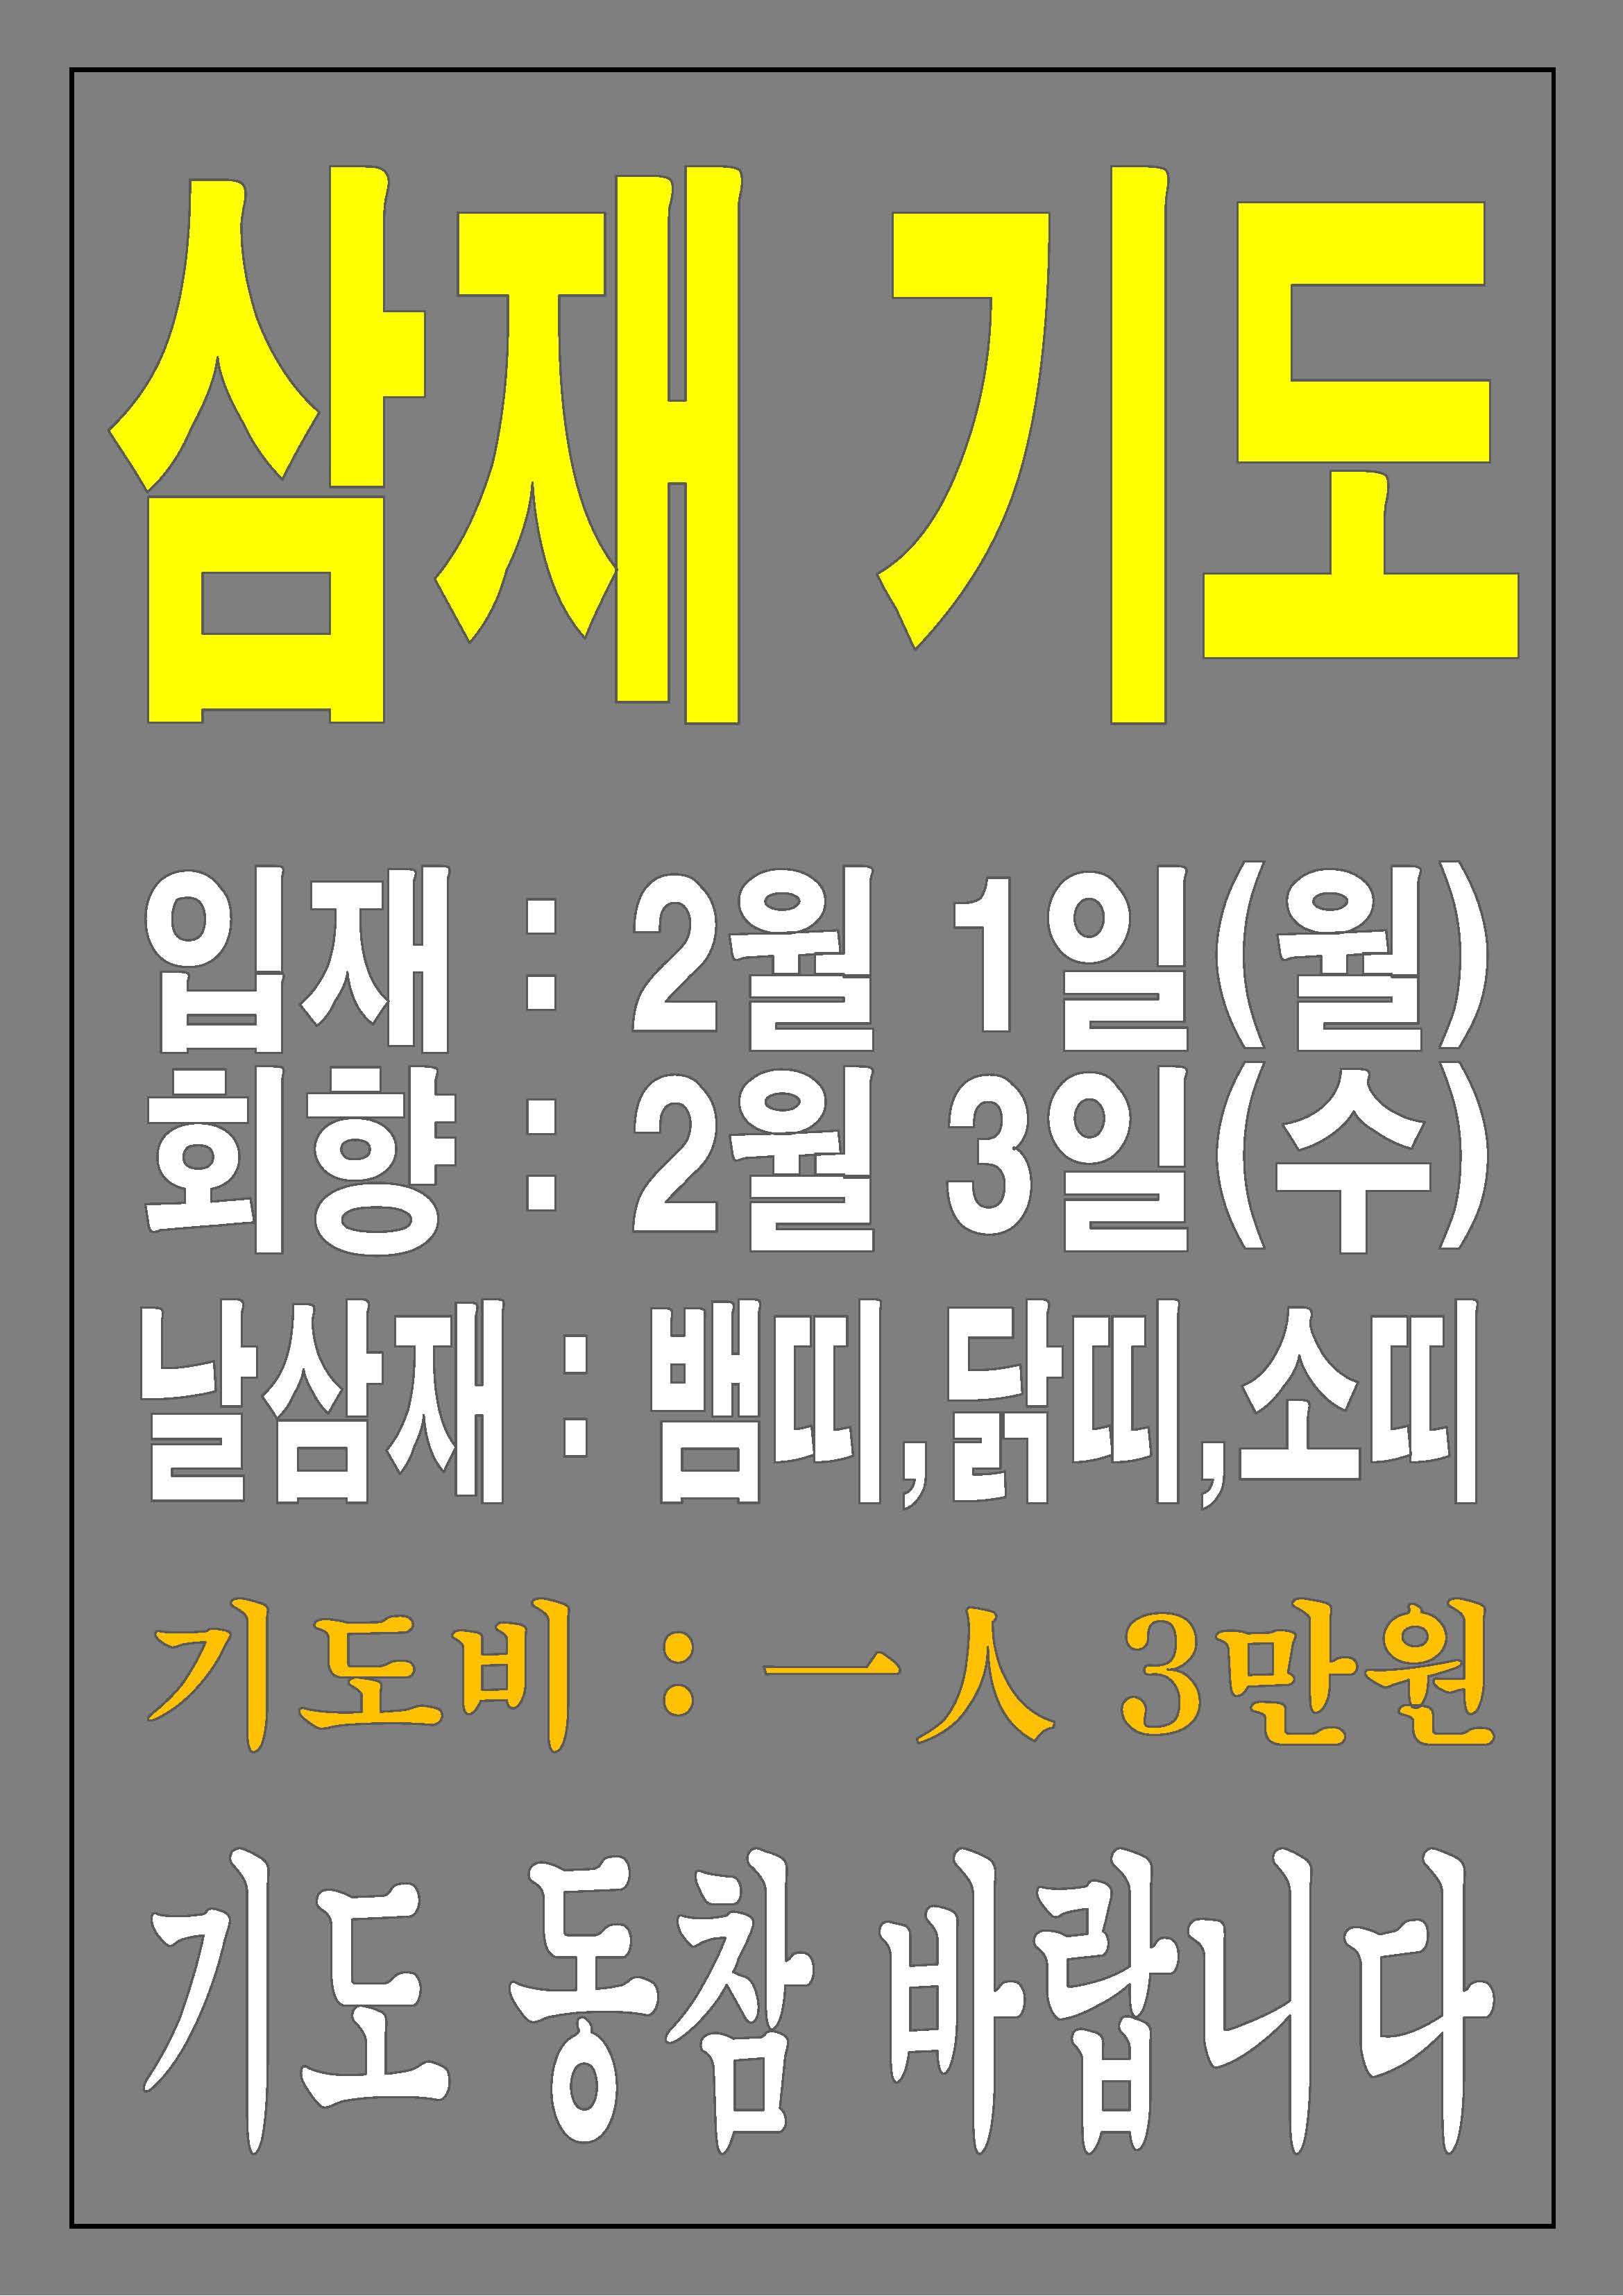 삼재 기도
입재 : 2월 1일(월)
회향 : 2월 3일(수)
날삼재 : 뱀띠,닭띠,소띠
기도비 : 一人 3만원
기도 동참 바랍니다